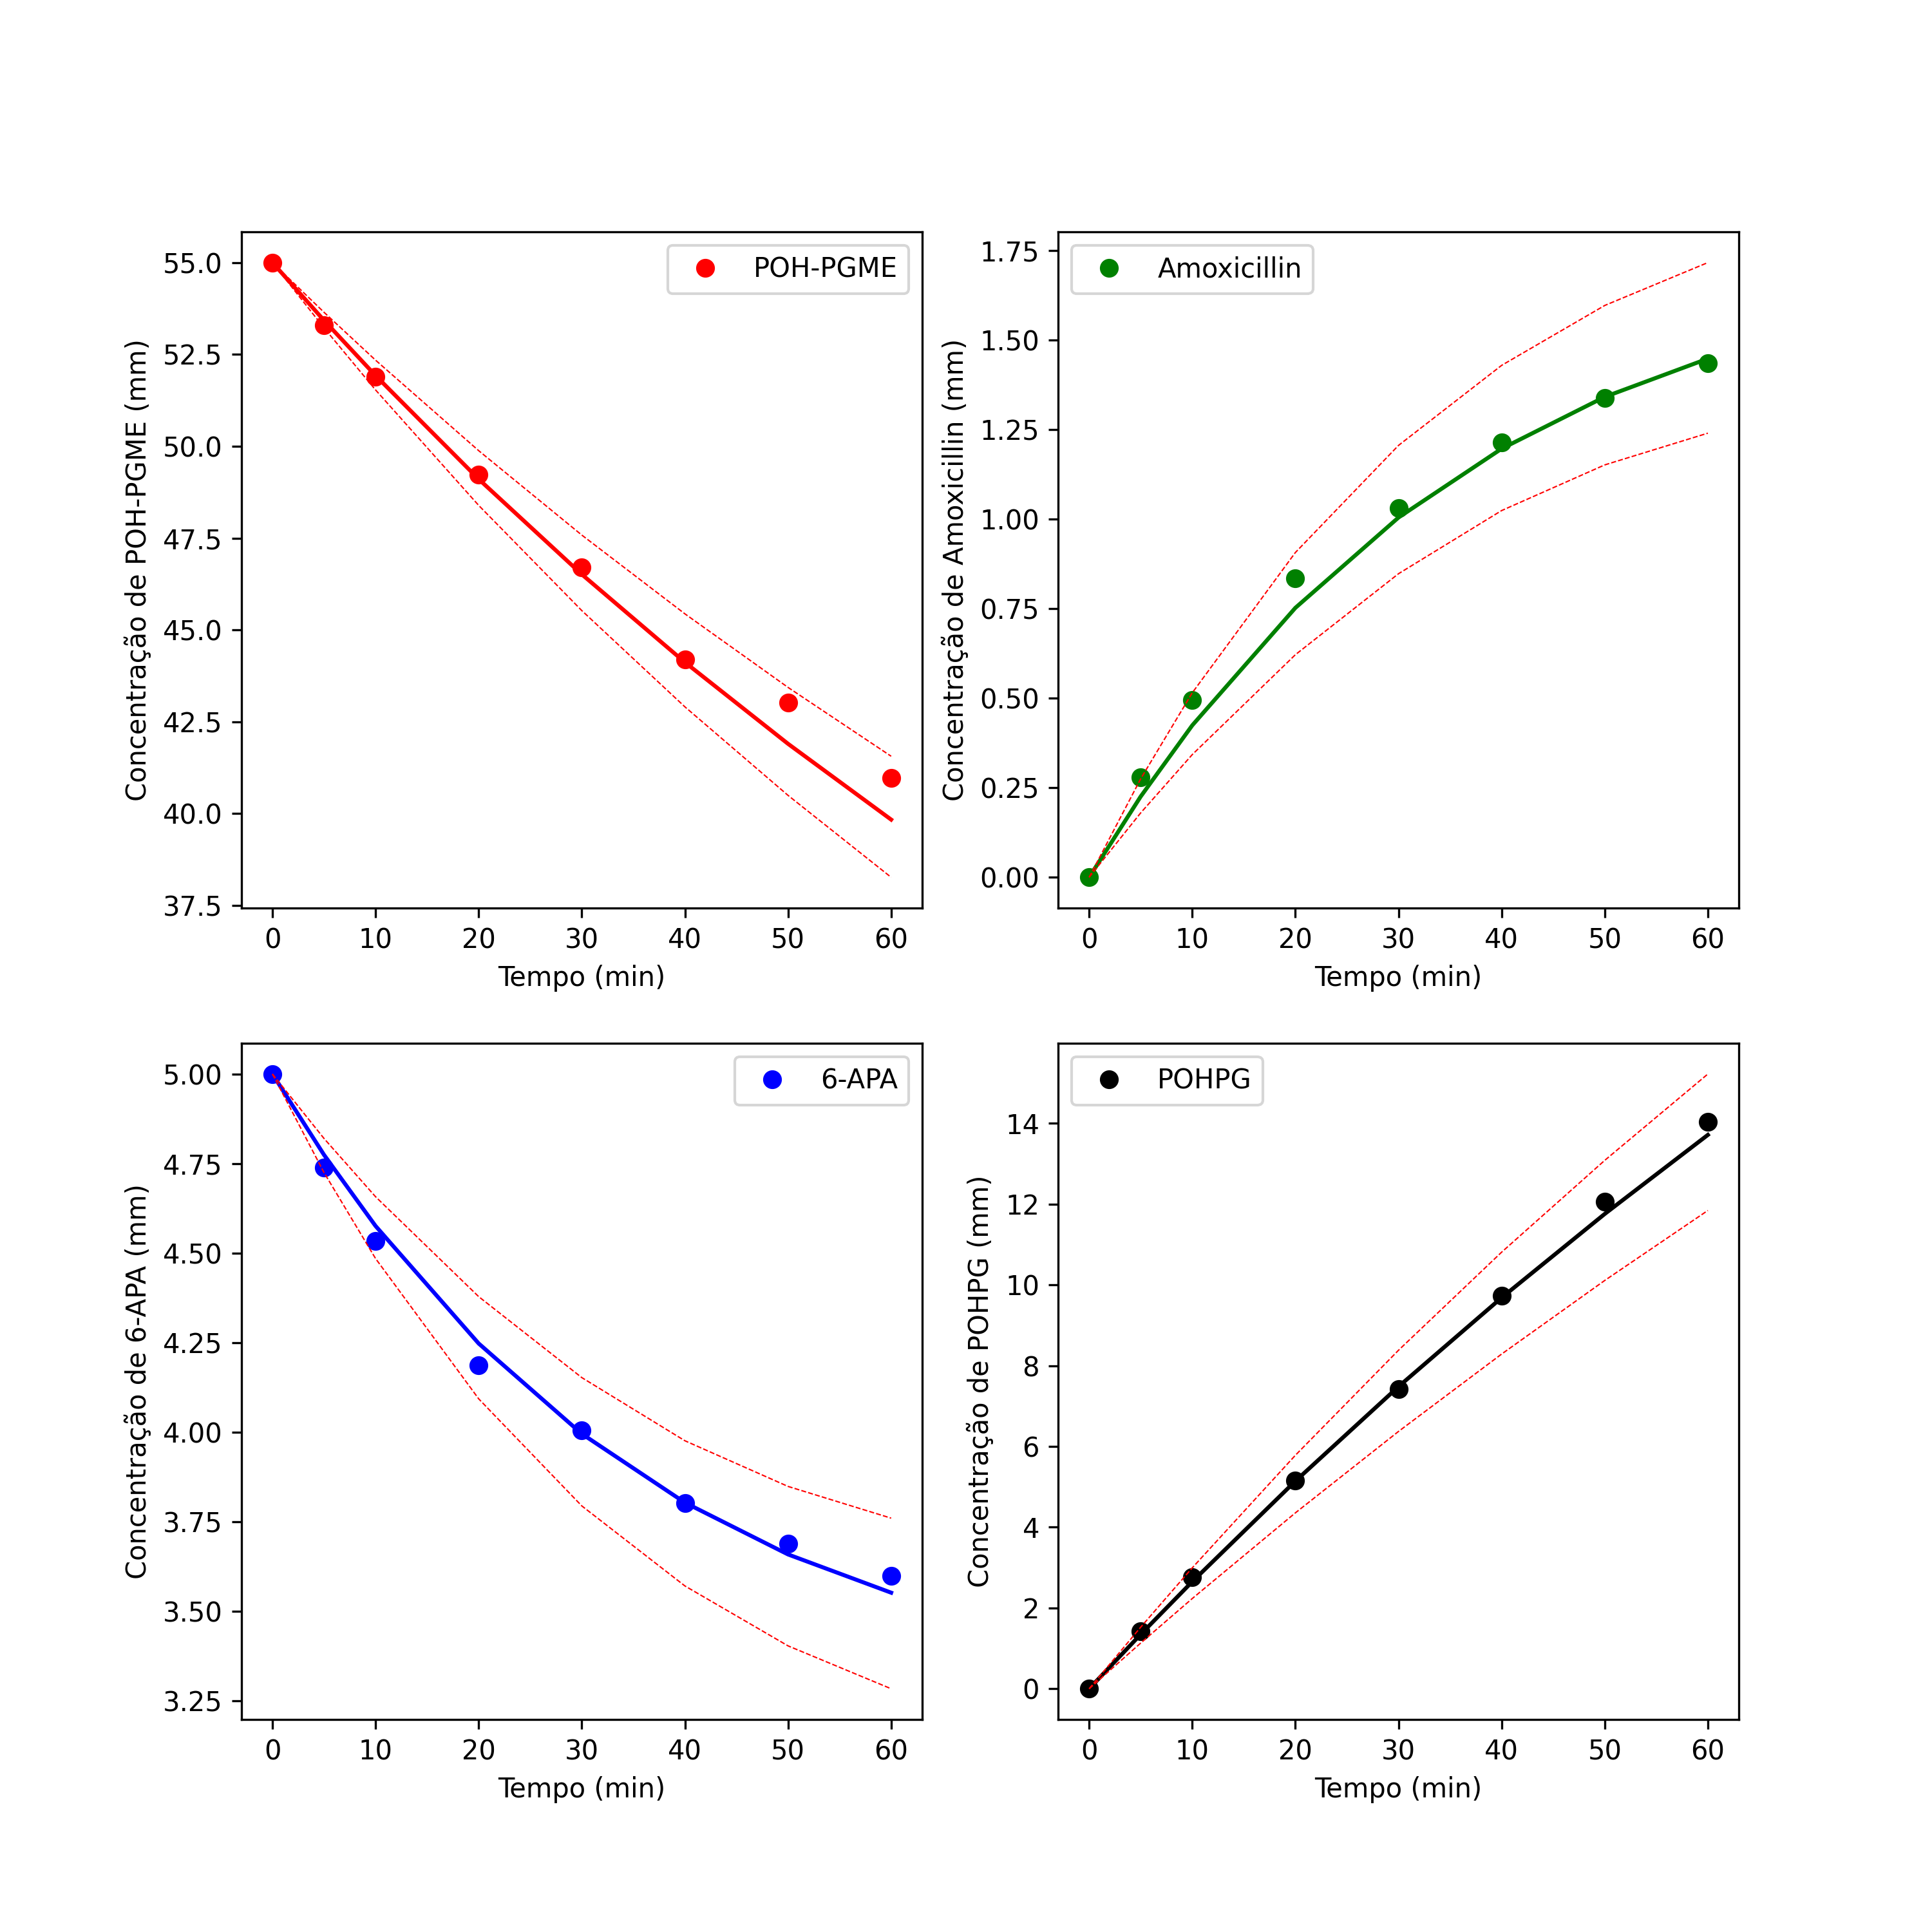 POH-PGME
Concentração de POH-PGME (mm)
55.0
52.5
50.0
47.5
45.0
42.5
40.0
37.5
0 10 20 30 40 50 60
Tempo (min)
Amoxicillin
Concentração de Amoxicillin (mm)
1.75
1.50
1.25
1.00
0.75
0.50
0.25
0.00
0 10 20 30 40 50 60
Tempo (min)
6-APA
Concentração de 6-APA (mm)
5.00
4.75
4.50
4.25
4.00
3.75
3.50
3.25
0 10 20 30 40 50 60
Tempo (min)
POHPG
Concentração de POHPG (mm)
14
12
10
8
6
4
2
0
0 10 20 30 40 50 60
Tempo (min)